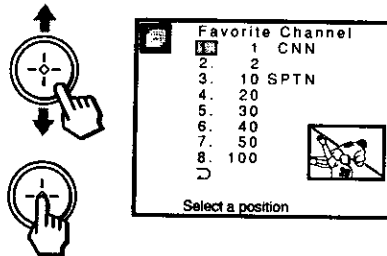 Favorite Channel
1. 1 CNN
2. 2
3. 10 SPTN
4. 20
5. 30
6. 40
7. 50
8. 100
Select a position